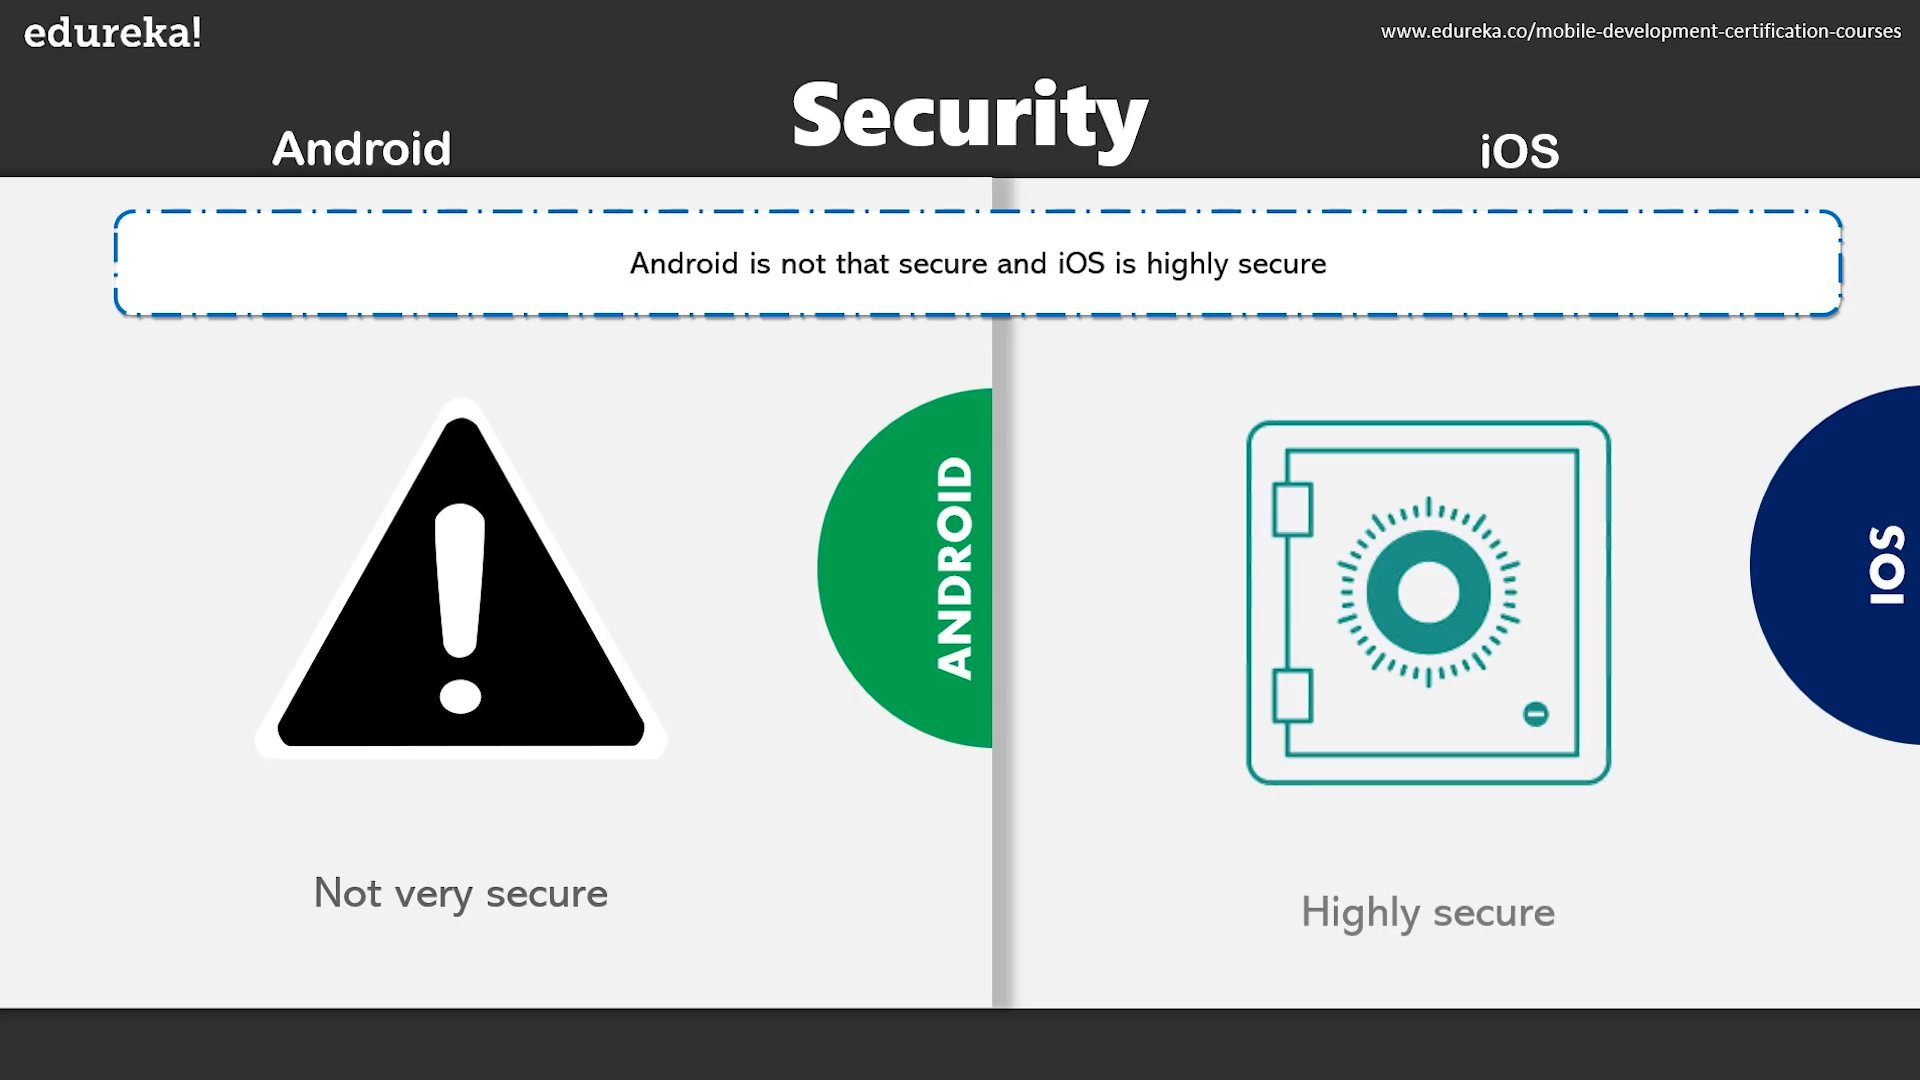 edureka!
www.edureka.co/mobile-development-certification-courses
Security
Android
iOS
Android is not that secure and iOS is highly secure
ANDROID
IOS
Not very secure
Highly secure